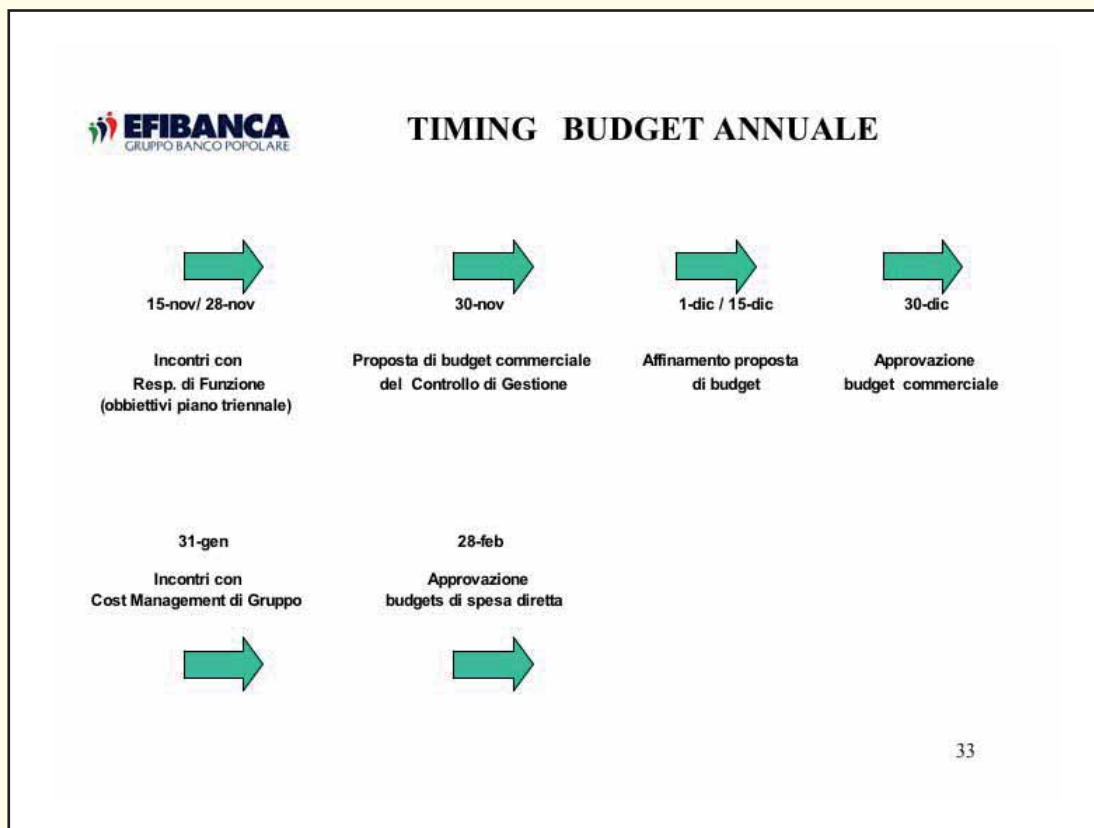 EFIBANCA
GRUPPO BANCO POPOLARE
TIMING BUDGET ANNUALE
15-nov/ 28-nov
Incontri con
Resp. di Funzione
(obbiettivi piano triennale)
30-nov
Proposta di budget commerciale
del Controllo di Gestione
1-dic / 15-dic
Affinamento proposta
di budget
30-dic
Approvazione
budget commerciale
31-gen
Incontri con
Cost Management di Gruppo
28-feb
Approvazione
budgets di spesa diretta
33